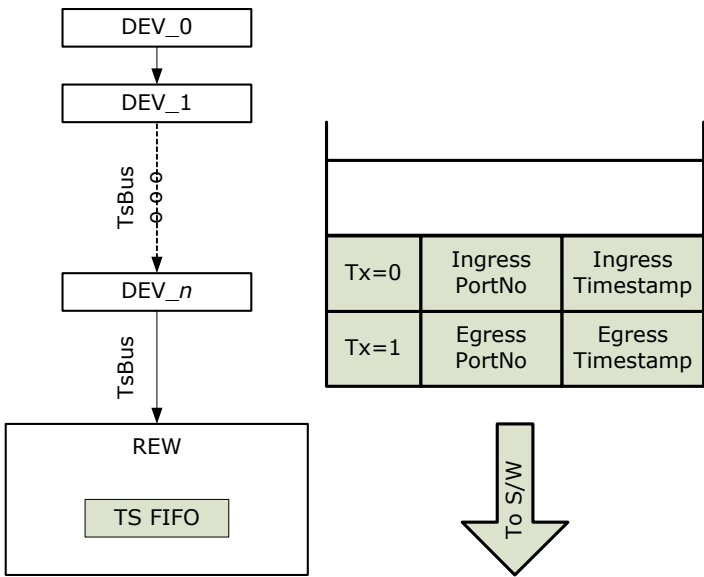 DEV_0
DEV_1
TsBus
DEV_n
TsBus
REW
TS FIFO
Tx=0
Ingress
PortNo
Ingress
Timestamp
Tx=1
Egress
PortNo
Egress
Timestamp
To S/W